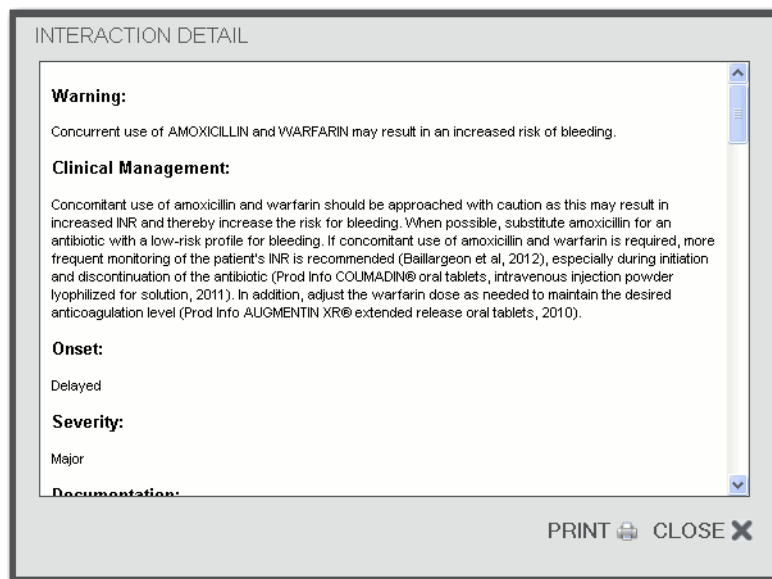 INTERACTION DETAIL
Warning:
Concurrent use of AMOXICILLIN and WARFARIN may result in an increased risk of bleeding.
Clinical Management:
Concomitant use of amoxicillin and warfarin should be approached with caution as this may result in
increased INR and thereby increase the risk for bleeding. When possible, substitute amoxicillin for an
antibiotic with a low-risk profile for bleeding. If concomitant use of amoxicillin and warfarin is required, more
frequent monitoring of the patient's INR is recommended (Baillargeon et al, 2012), especially during initiation
and discontinuation of the antibiotic (Prod Info COUMADIN® oral tablets, intravenous injection powder
lyophilized for solution, 2011). In addition, adjust the warfarin dose as needed to maintain the desired
anticoagulation level (Prod Info AUGMENTIN XR® extended release oral tablets, 2010).
Onset:
Delayed
Severity:
Major
Documentation:
PRINT CLOSE